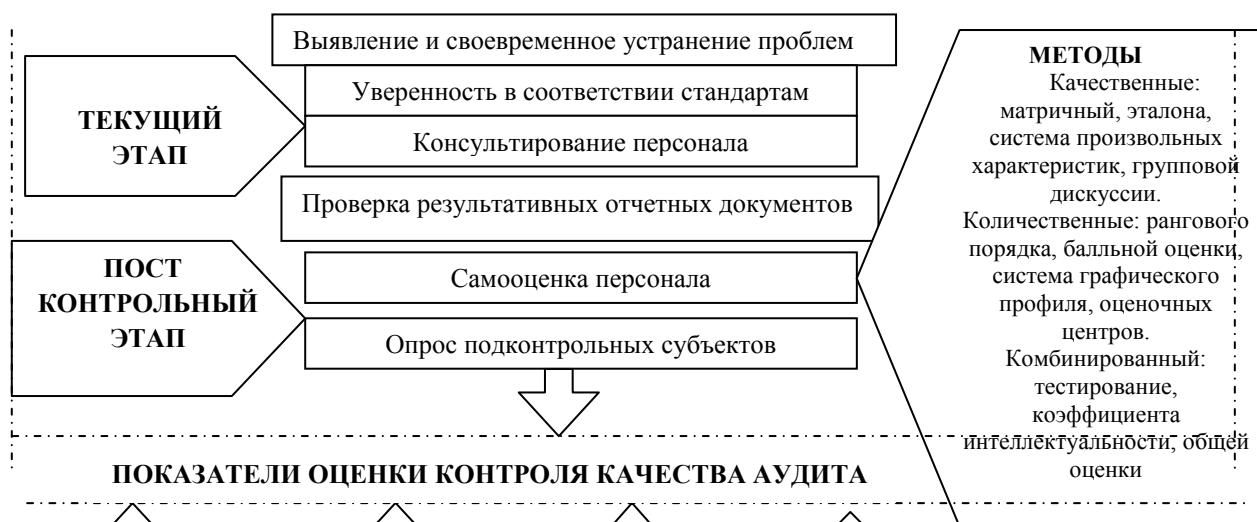 Выявление и своевременное устранение проблем
ТЕКУЩИЙ
ЭТАП
Уверенность в соответствии стандартам
Консультирование персонала
Проверка результативных отчетных документов
ПОСТ
КОНТРОЛЬНЫЙ
ЭТАП
Самооценка персонала
Опрос подконтрольных субъектов
МЕТОДЫ
Качественные:
матричный, эталона,
система произвольных
характеристик, групповой
дискуссии.
Количественные: рангового
порядка, балльной оценки,
система графического
профиля, оценочных
центров.
Комбинированный:
тестирование,
коэффициента
интеллектуальности, общей
оценки
ПОКАЗАТЕЛИ ОЦЕНКИ КОНТРОЛЯ КАЧЕСТВА АУДИТА